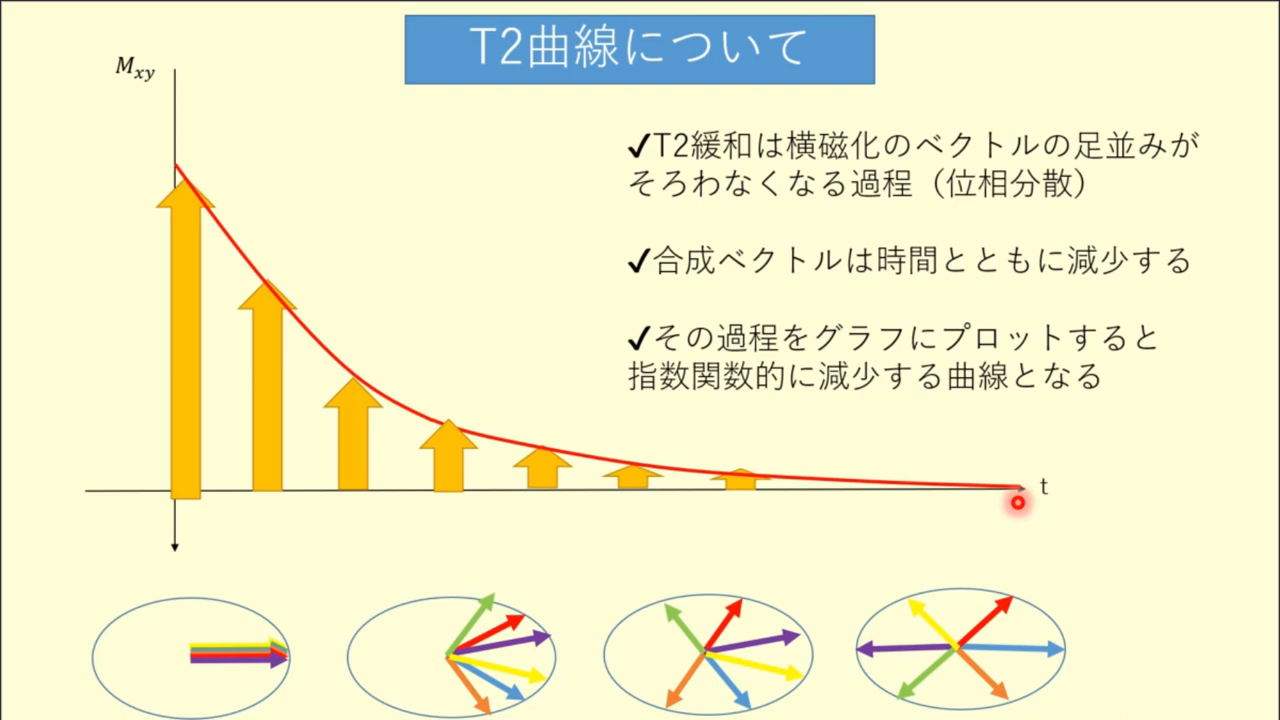 T2曲線について
Mxy
✓T2緩和は横磁化のベクトルの足並みが
そろわなくなる過程（位相分散）
✓合成ベクトルは時間とともに減少する
✓その過程をグラフにプロットすると
指数関数的に減少する曲線となる
t